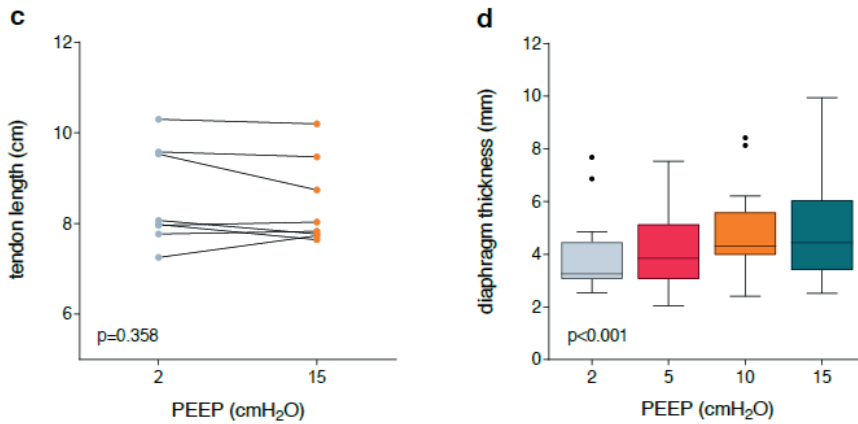 c
12
10
8
6
tendon length (cm)
p=0.358
2 15
PEEP (cmH₂O)
d
12
10
8
6
4
2
0
diaphragm thickness (mm)
p<0.001
2 5 10 15
PEEP (cmH₂O)